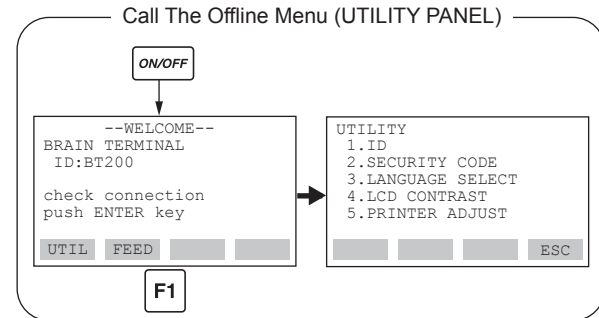 Call The Offline Menu (UTILITY PANEL)
ON/OFF
--WELCOME--
BRAIN TERMINAL
ID:BT200
check connection
push ENTER key
UTIL FEED
F1
UTILITY
1.ID
2.SECURITY CODE
3.LANGUAGE SELECT
4.LCD CONTRAST
5.PRINTER ADJUST
ESC